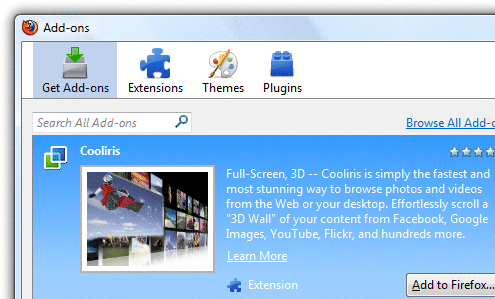 Add-ons
Get Add-ons Extensions Themes Plugins
Search All Add-ons Browse All Add-o
Cooliris
Full-Screen, 3D -- Cooliris is simply the fastest and
most stunning way to browse photos and videos
from the Web or your desktop. Effortlessly scroll a
"3D Wall" of your content from Facebook, Google
Images, YouTube, Flickr, and hundreds more.
Learn More
Extension
Add to Firefox...